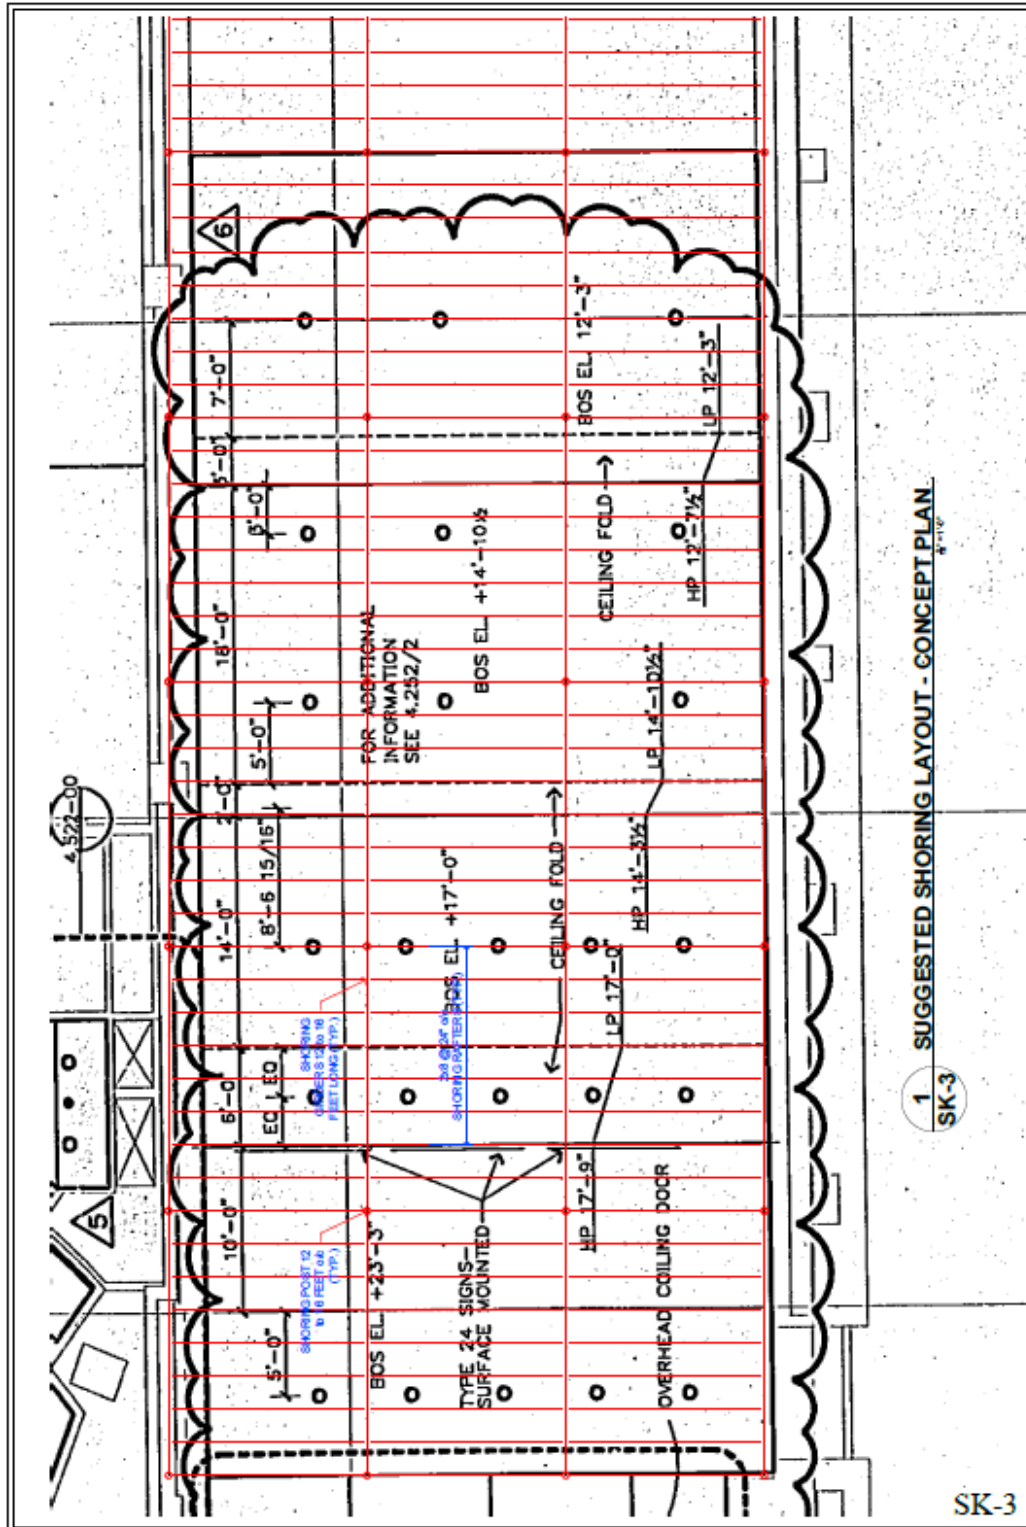 6
7'-0"
BOS EL. 12'-3"
LP 12'-3"
3'-0"
CEILING FOLD
HP 12'-7½"
18'-0"
FOR ADDITIONAL
INFORMATION
SEE 4.252/2
BOS EL. +14'-10½
5'-0"
LP 14'-10½"
4.522-00
2'-0"
8'-6 15/16"
14'-0"
BOS EL. +17'-0"
CEILING FOLD
HP 14'-3½"
LP 17'-0"
SHORING
GIRDERS 12 to 16
FEET LONG (TYP.)
2x8 @ 24" o/c
SHORING RAFTERS (TYP.)
6'-0
EQ
EQ
5
10'-0"
HP 17'-9"
SHORING POST 12
to 16 FEET o/c
(TYP.)
BOS EL. +23'-3"
TYPE 24 SIGNS-
SURFACE MOUNTED
OVERHEAD COILING DOOR
5'-0"
1
SK-3
SUGGESTED SHORING LAYOUT - CONCEPT PLAN
SK-3